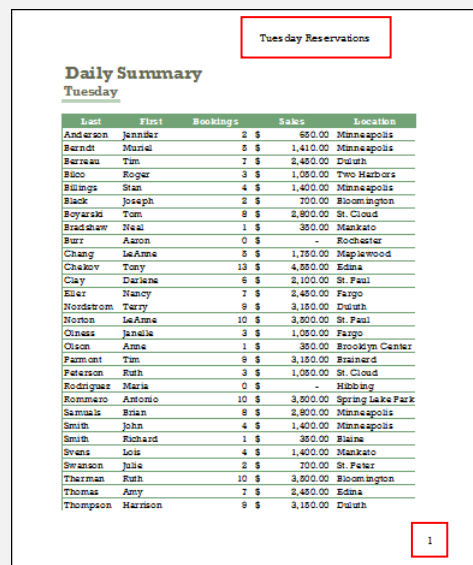 Tuesday Reservations
Daily Summary
Tuesday
Last First Bookings Sales Location
Anderson Jennifer 2 $ 650.00 Minneapolis
Berndt Muriel 5 $ 1,410.00 Minneapolis
Berreau Tim 7 $ 2,450.00 Duluth
Bilco Roger 3 $ 1,050.00 Two Harbors
Billings Stan 4 $ 1,400.00 Minneapolis
Black Joseph 2 $ 700.00 Bloomington
Boyarski Tom 8 $ 2,800.00 St. Cloud
Bradshaw Neal 1 $ 350.00 Mankato
Burr Aaron 0 $ - Rochester
Chang LeAnne 5 $ 1,750.00 Maplewood
Chekov Tony 13 $ 4,550.00 Edina
Clay Darlene 6 $ 2,100.00 St. Paul
Elier Nancy 7 $ 2,450.00 Fargo
Nordstrom Terry 9 $ 3,150.00 Duluth
Norton LeAnne 10 $ 3,500.00 St. Paul
Olness Janelle 3 $ 1,050.00 Fargo
Olson Anne 1 $ 350.00 Brooklyn Center
Parmont Tim 9 $ 3,150.00 Brainerd
Peterson Ruth 3 $ 1,050.00 St. Cloud
Rodriguez Maria 0 $ - Hibbing
Rommero Antonio 10 $ 3,500.00 Spring Lake Park
Samuals Brian 8 $ 2,800.00 Minneapolis
Smith John 4 $ 1,400.00 Minneapolis
Smith Richard 1 $ 350.00 Blaine
Svens Lois 4 $ 1,400.00 Mankato
Swanson Julie 2 $ 700.00 St. Peter
Therman Ruth 10 $ 3,500.00 Bloomington
Thomas Amy 7 $ 2,450.00 Edina
Thompson Harrison 9 $ 3,150.00 Duluth
1